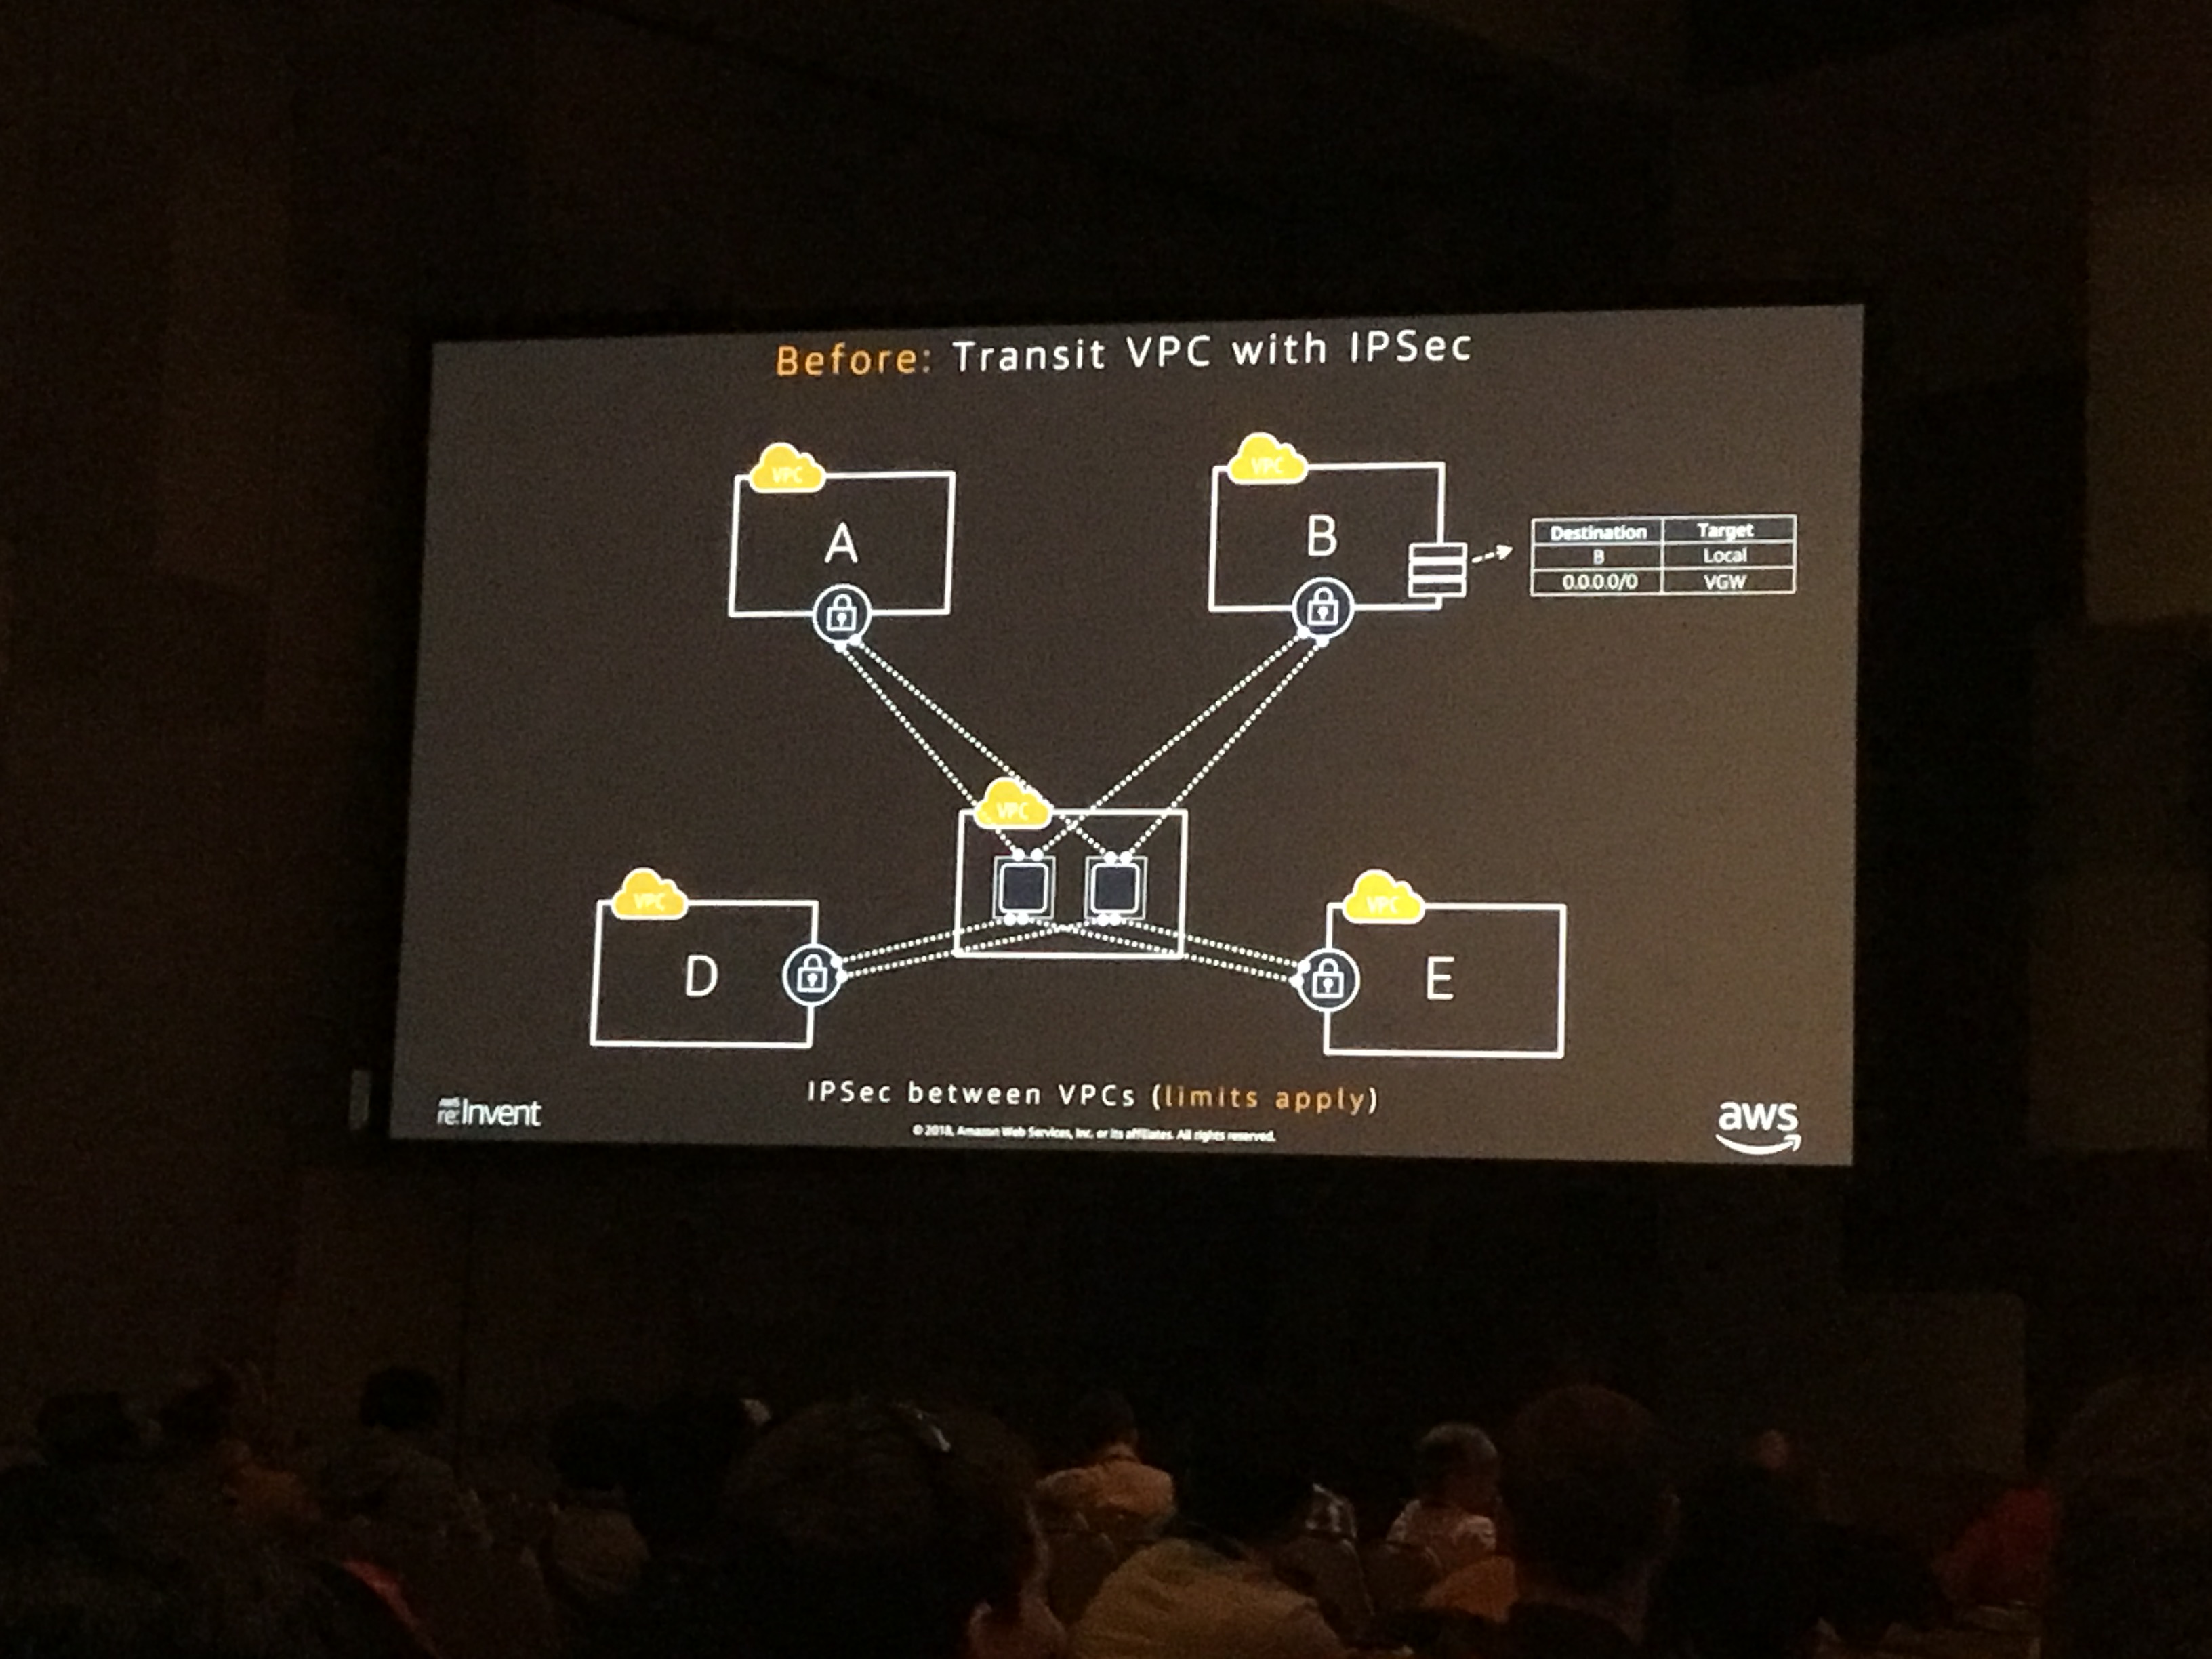 Before: Transit VPC with IPSec
VPC
A
VPC
B
Destination Target
B Local
0.0.0.0/0 VGW
VPC
VPC
D
VPC
E
IPSec between VPCs (limits apply)
aws
re:Invent
© 2018, Amazon Web Services, Inc. or its affiliates. All rights reserved.
aws